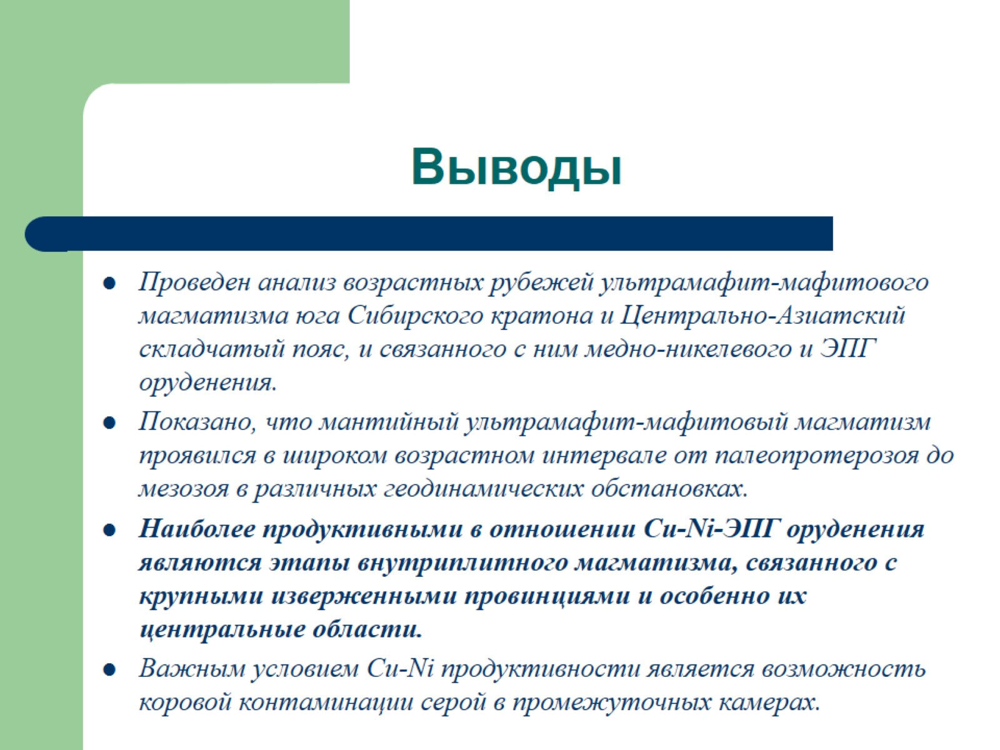 Выводы
Проведен анализ возрастных рубежей ультрамафит-мафитового
магматизма юга Сибирского кратона и Центрально-Азиатский
складчатый пояс, и связанного с ним медно-никелевого и ЭПГ
оруденения.
Показано, что мантийный ультрамафит-мафитовый магматизм
проявился в широком возрастном интервале от палеопротерозоя до
мезозоя в различных геодинамических обстановках.
Наиболее продуктивными в отношении Cu-Ni-ЭПГ оруденения
являются этапы внутриплитного магматизма, связанного с
крупными изверженными провинциями и особенно их
центральные области.
Важным условием Cu-Ni продуктивности является возможность
коровой контаминации серой в промежуточных камерах.